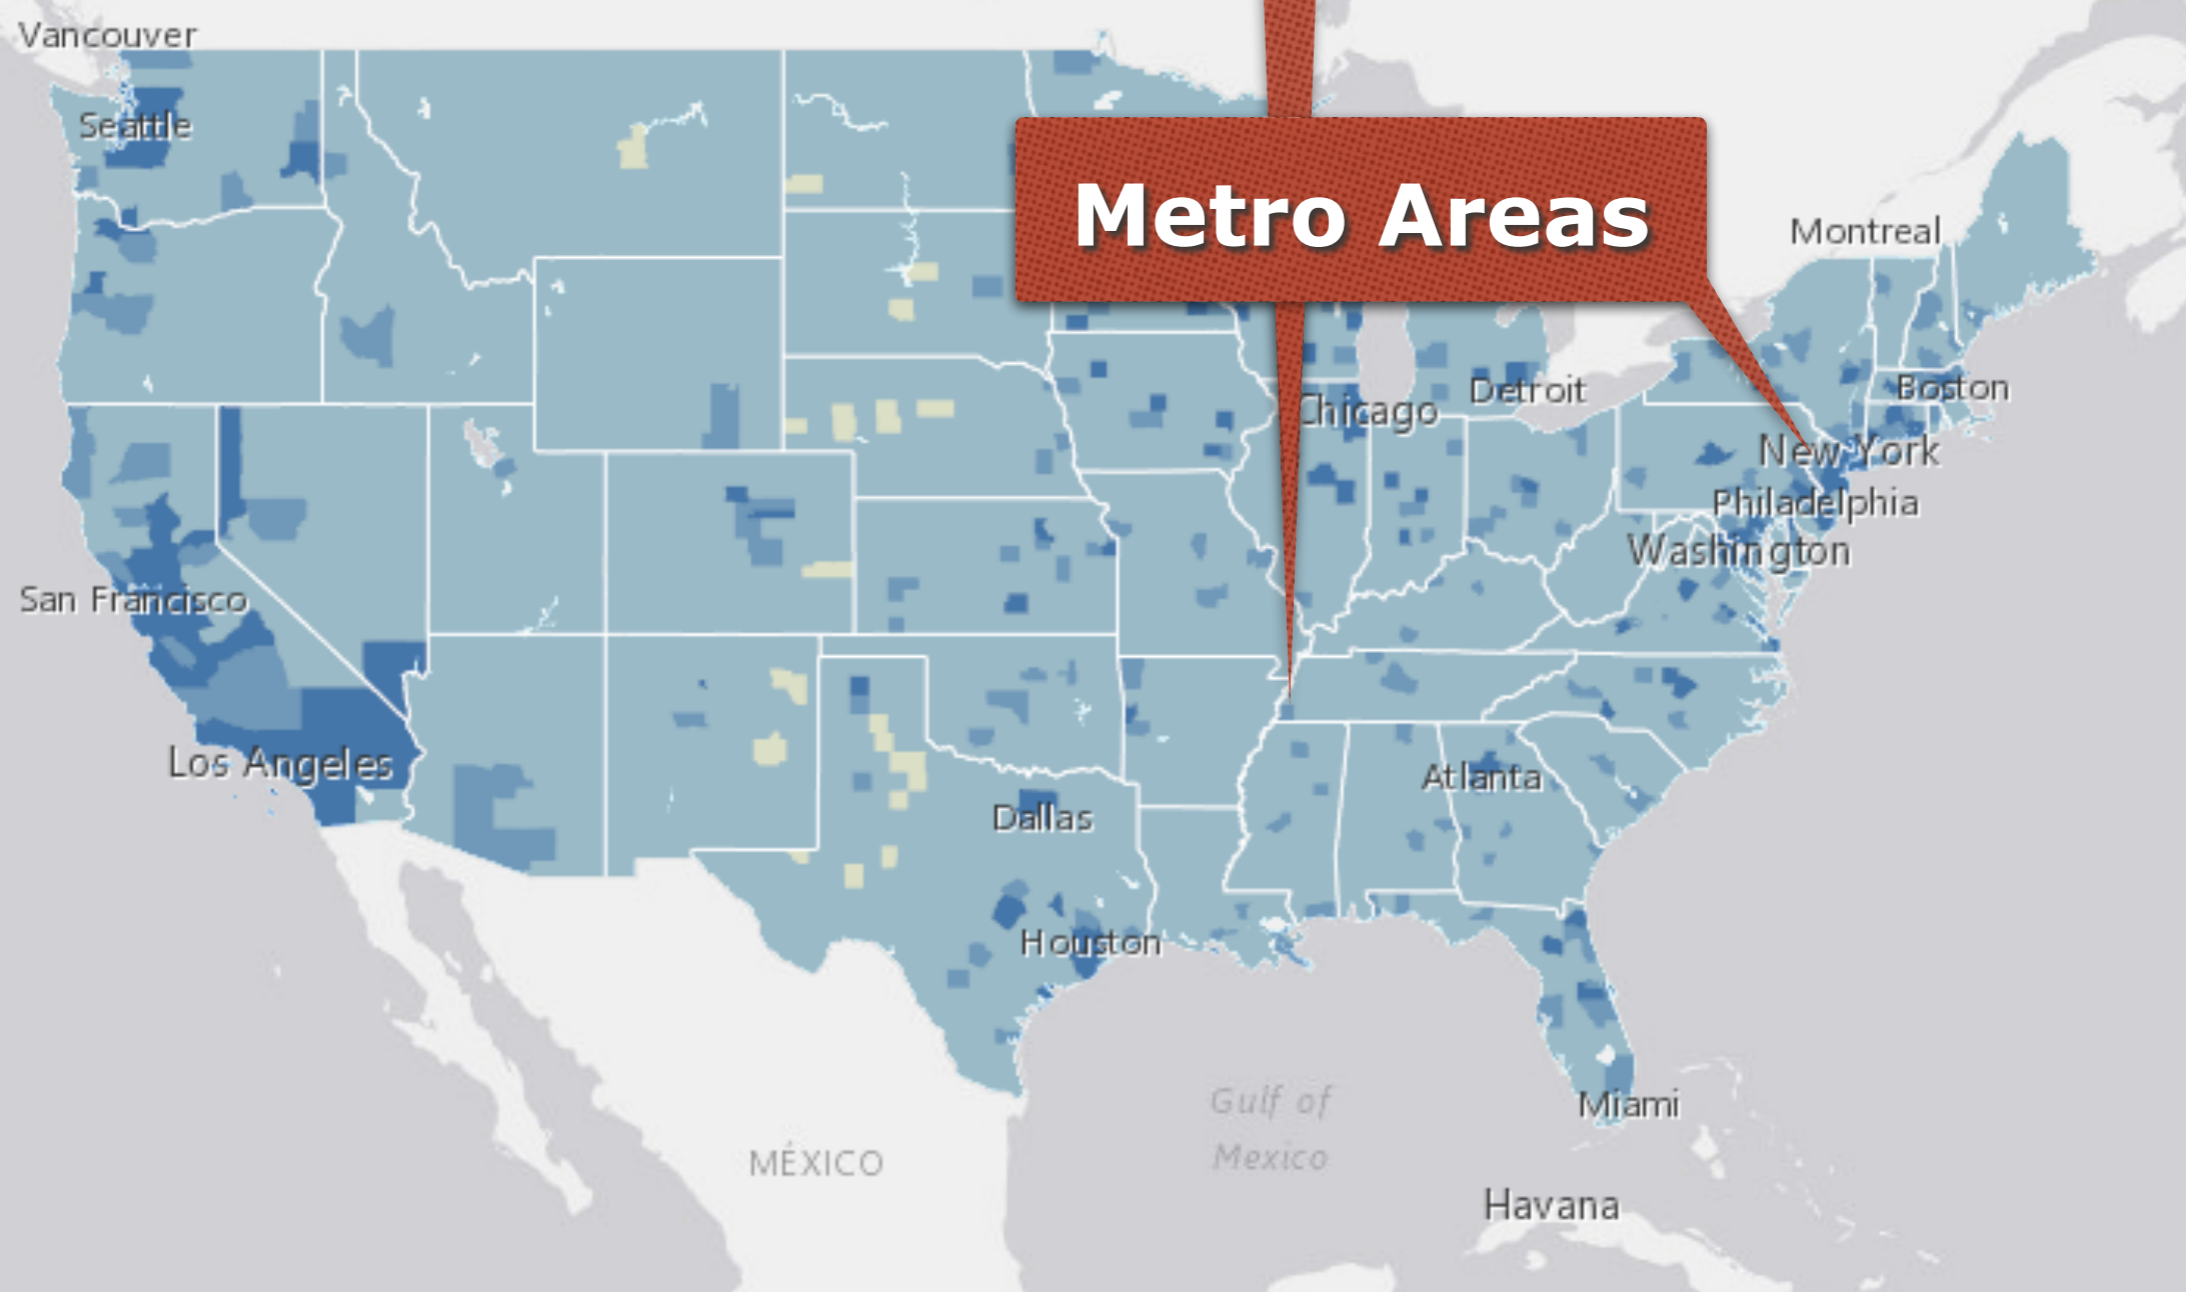 Vancouver
Seattle
Metro Areas
Montreal
Detroit
Boston
Chicago
New York
Philadelphia
Washington
San Francisco
Los Angeles
Atlanta
Dallas
Houston
Miami
Gulf of
Mexico
MÉXICO
Havana